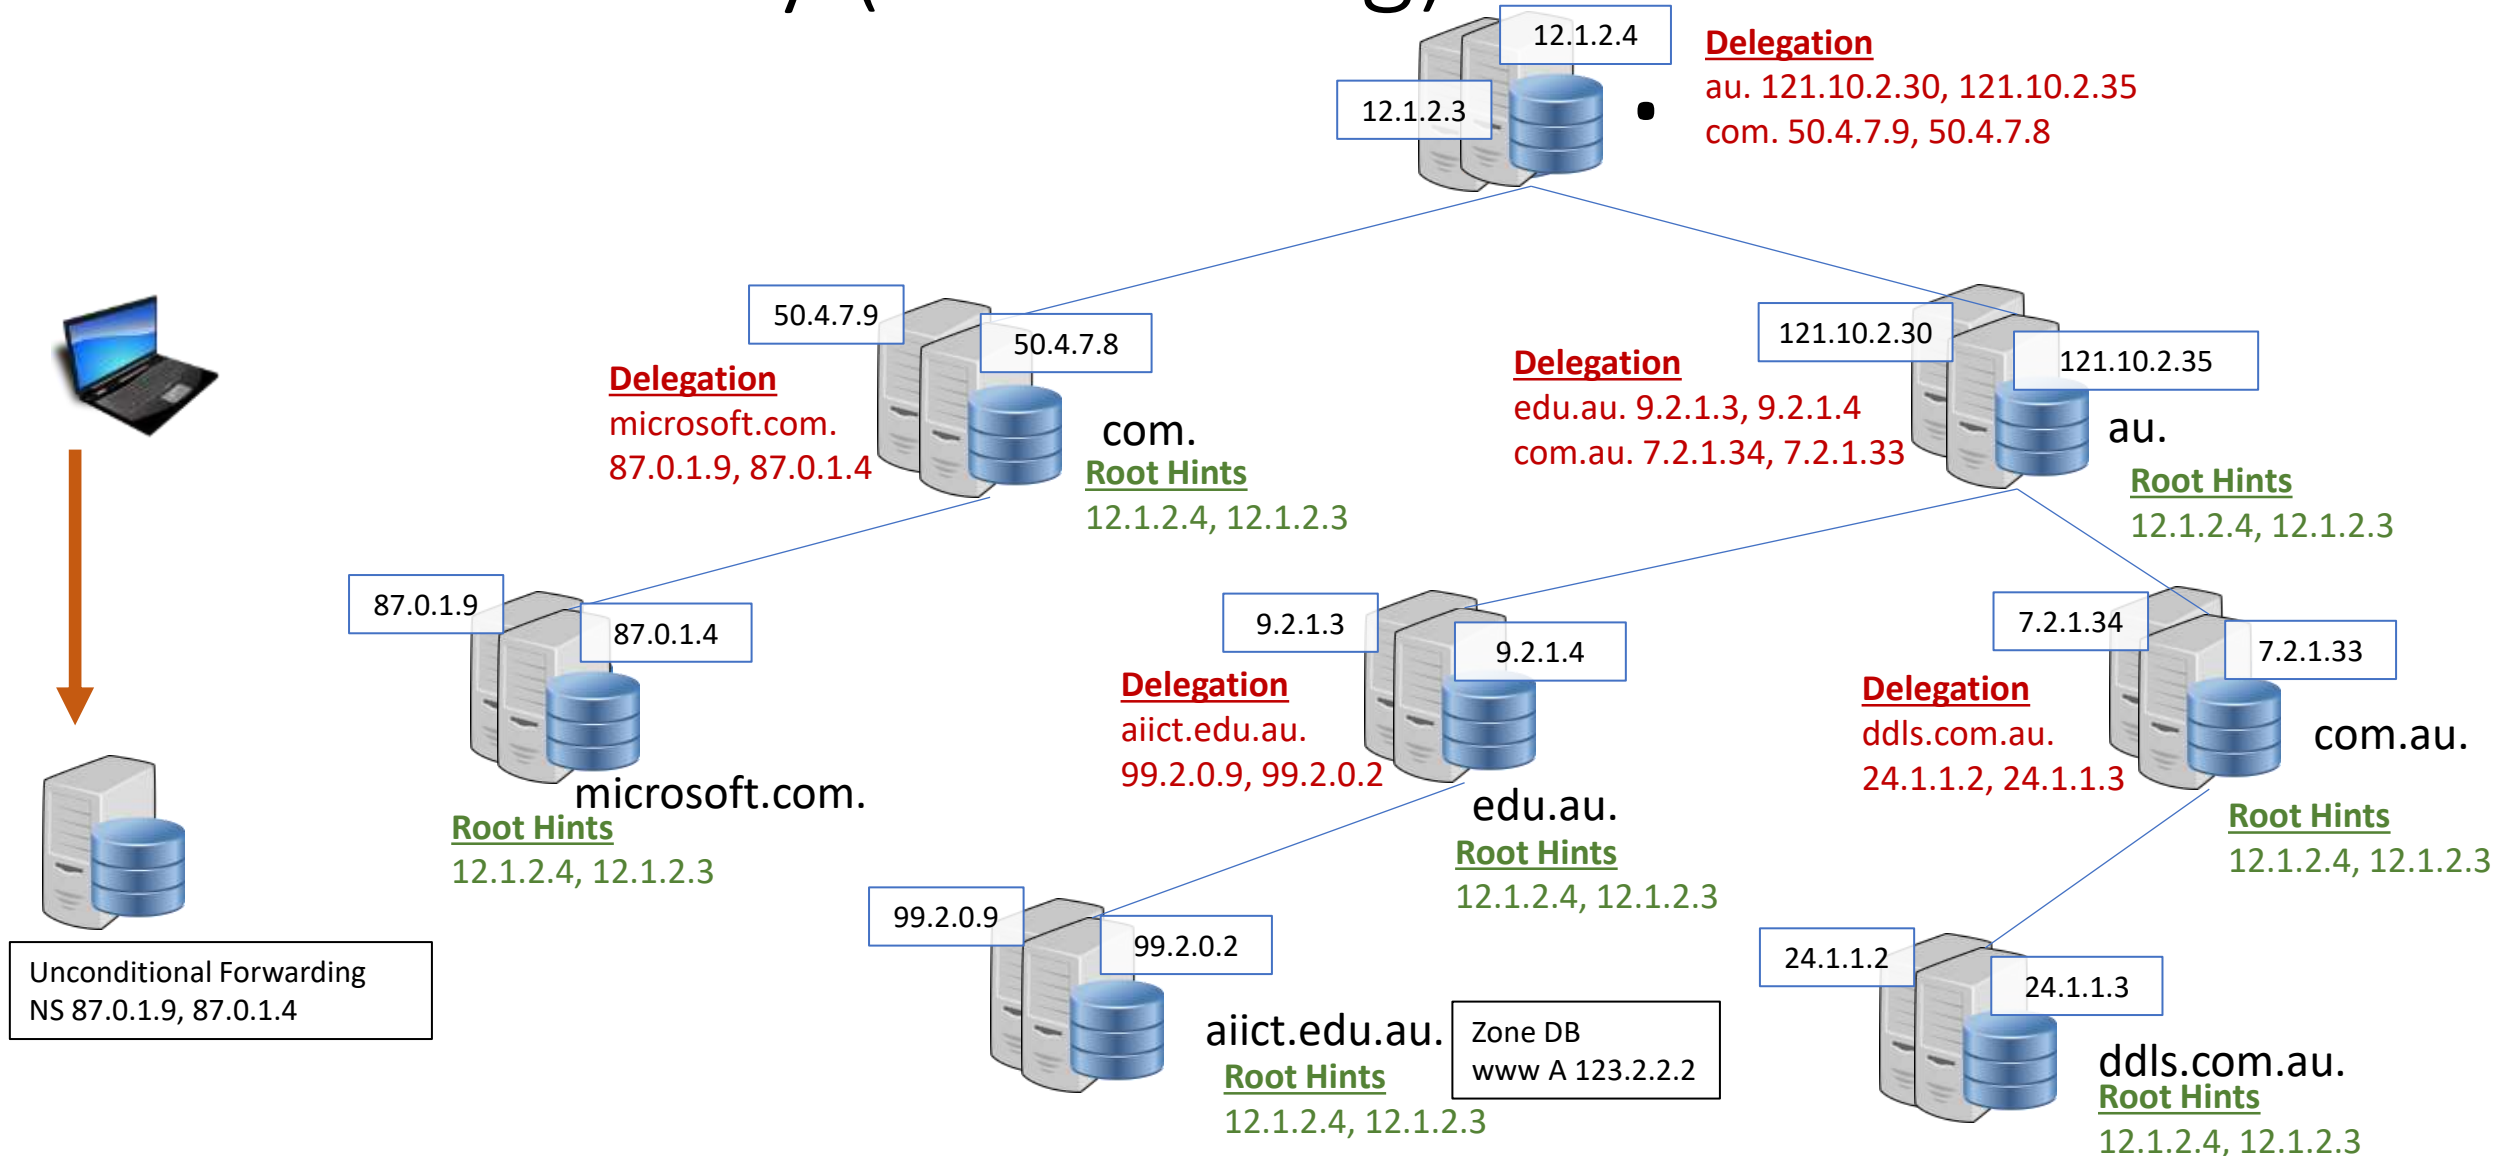 12.1.2.4
12.1.2.3
.
Delegation
au. 121.10.2.30, 121.10.2.35
com. 50.4.7.9, 50.4.7.8
50.4.7.9
50.4.7.8
Delegation
microsoft.com.
87.0.1.9, 87.0.1.4
com.
Root Hints
12.1.2.4, 12.1.2.3
121.10.2.30
121.10.2.35
Delegation
edu.au. 9.2.1.3, 9.2.1.4
com.au. 7.2.1.34, 7.2.1.33
au.
Root Hints
12.1.2.4, 12.1.2.3
87.0.1.9
87.0.1.4
microsoft.com.
Root Hints
12.1.2.4, 12.1.2.3
9.2.1.3
9.2.1.4
Delegation
aiict.edu.au.
99.2.0.9, 99.2.0.2
edu.au.
Root Hints
12.1.2.4, 12.1.2.3
7.2.1.34
7.2.1.33
Delegation
ddls.com.au.
24.1.1.2, 24.1.1.3
com.au.
Root Hints
12.1.2.4, 12.1.2.3
Unconditional Forwarding
NS 87.0.1.9, 87.0.1.4
99.2.0.9
99.2.0.2
aiict.edu.au.
Root Hints
12.1.2.4, 12.1.2.3
Zone DB
www A 123.2.2.2
24.1.1.2
24.1.1.3
ddls.com.au.
Root Hints
12.1.2.4, 12.1.2.3